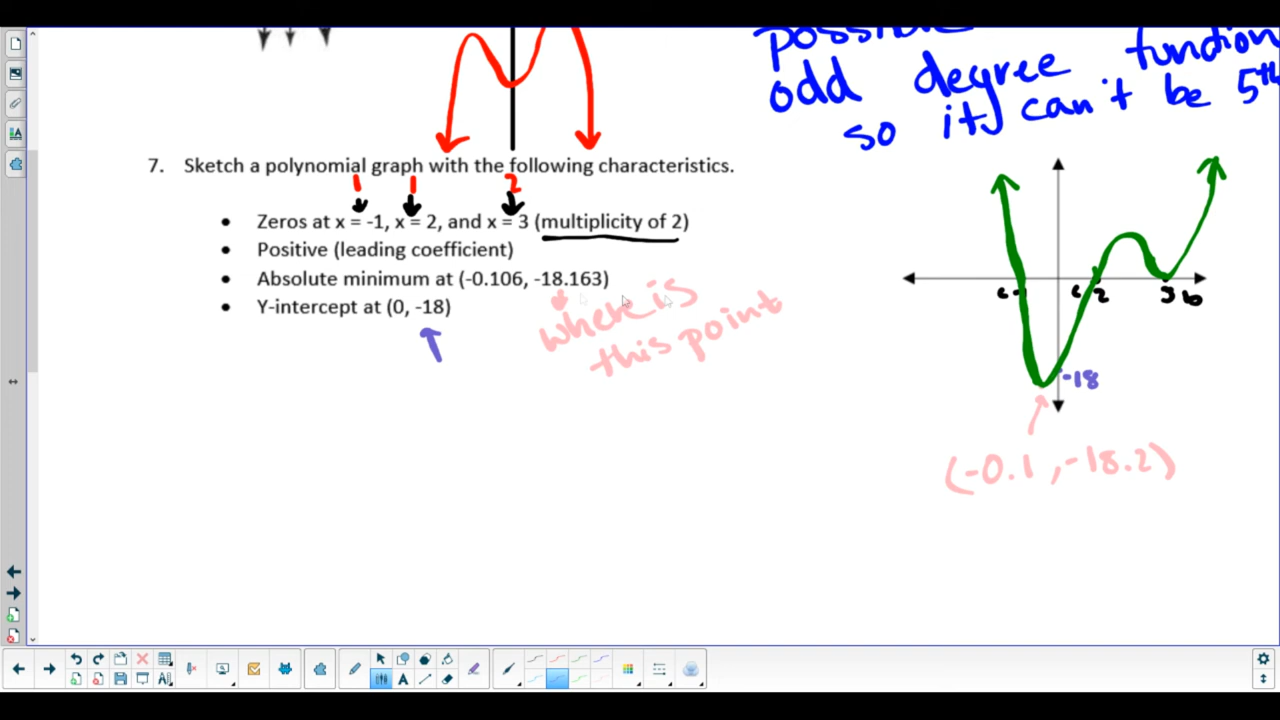 possible
odd degree function
so it can't be 5th
7. Sketch a polynomial graph with the following characteristics.
1 1 2
• Zeros at x = -1, x = 2, and x = 3 (multiplicity of 2)
• Positive (leading coefficient)
• Absolute minimum at (-0.106, -18.163)
• Y-intercept at (0, -18)
where is
this point
c -1 c 2 3 b
-18
(-0.1, -18.2)